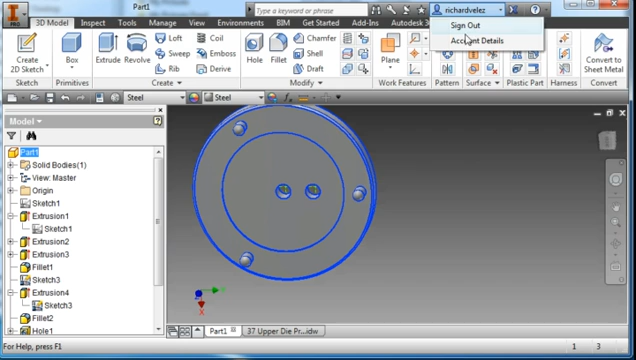 Part1
Type a keyword or phrase
richardvelez
Sign Out
Account Details
3D Model
Inspect
Tools
Manage
View
Environments
BIM
Get Started
Add-Ins
Autodesk 3
PRO
Create
2D Sketch
Box
Extrude
Revolve
Loft
Coil
Sweep
Emboss
Rib
Derive
Hole
Fillet
Chamfer
Shell
Draft
Plane
Convert to
Sheet Metal
Sketch
Primitives
Create
Modify
Work Features
Pattern
Surface
Plastic Part
Harness
Convert
Steel
Steel
Model
Part1
Solid Bodies(1)
View: Master
Origin
Sketch1
Extrusion1
Sketch1
Extrusion2
Extrusion3
Fillet1
Sketch3
Extrusion4
Sketch3
Fillet2
Hole1
X
Part1
37 Upper Die Pr...idw
For Help, press F1
1
3